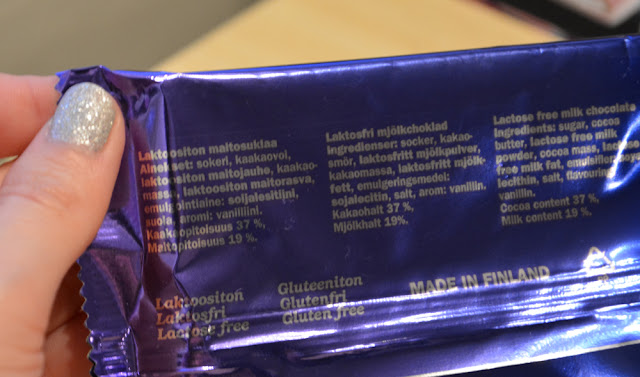 Laktoositon maitosuklaa
Ainekset: sokeri, kaakaovoi,
laktoositon maitojauhe, kaakao-
massa, laktoositon maitorasva,
emulgointiaine: soijalesitiini,
suola, aromi: vanilliini.
Kaakaopitoisuus 37 %,
Maitopitoisuus 19 %.
Laktosfri mjölkchoklad
Ingredienser: socker, kakao-
smör, laktosfritt mjölkpulver,
kakaomassa, laktosfritt mjölk-
fett, emulgeringsmedel:
sojalecitin, salt, arom: vanillin.
Kakaohalt 37 %,
Mjölkhalt 19%.
Lactose free milk chocolate
Ingredients: sugar, cocoa
butter, lactose free milk
powder, cocoa mass, lactose
free milk fat, emulsifier: soya
lecithin, salt, flavouring:
vanillin.
Cocoa content 37 %,
Milk content 19 %.
Laktoositon
Laktosfri
Lactose free
Gluteeniton
Glutenfri
Gluten free
MADE IN FINLAND